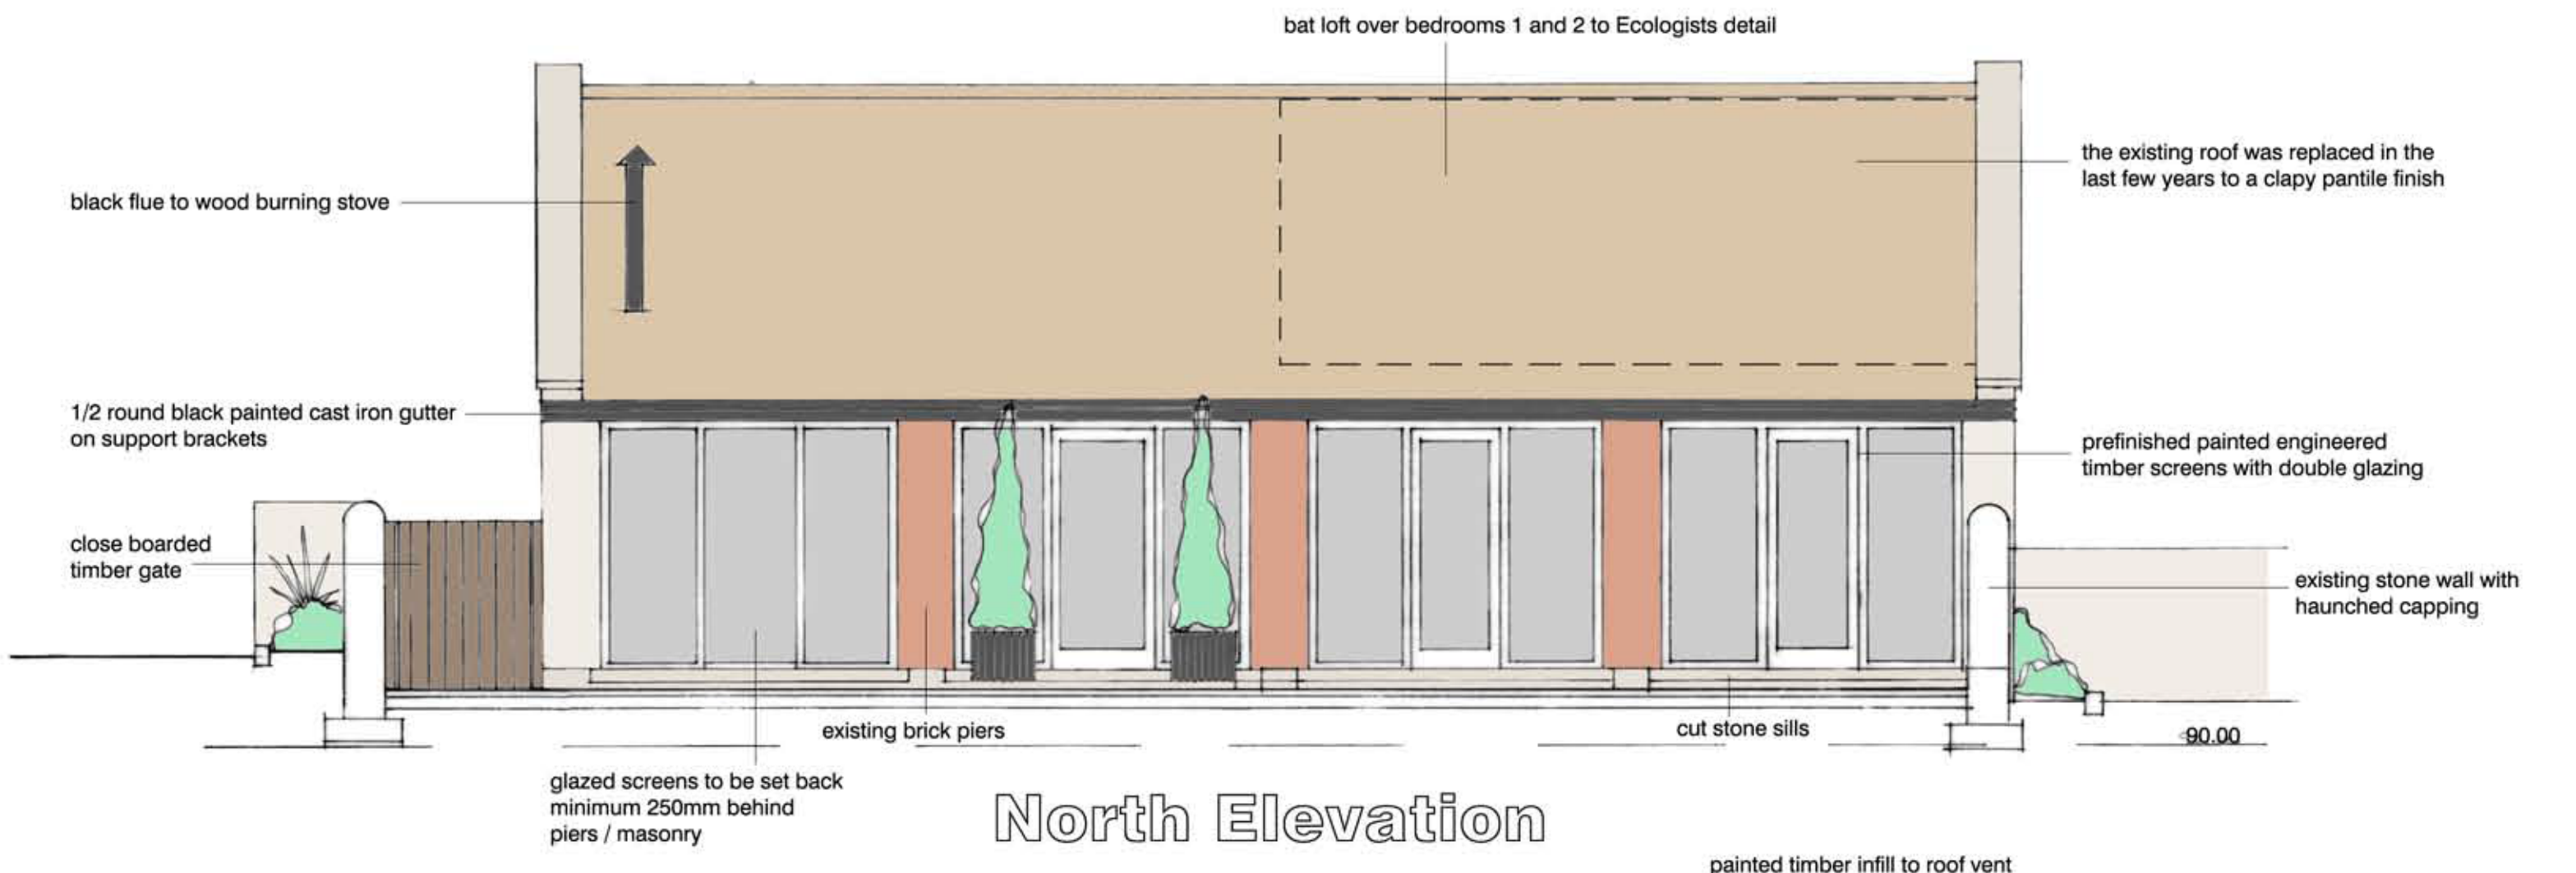 bat loft over bedrooms 1 and 2 to Ecologists detail
the existing roof was replaced in the
last few years to a clapy pantile finish
black flue to wood burning stove
1/2 round black painted cast iron gutter
on support brackets
prefinished painted engineered
timber screens with double glazing
close boarded
timber gate
existing stone wall with
haunched capping
existing brick piers
cut stone sills
90.00
glazed screens to be set back
minimum 250mm behind
piers / masonry
North Elevation
painted timber infill to roof vent